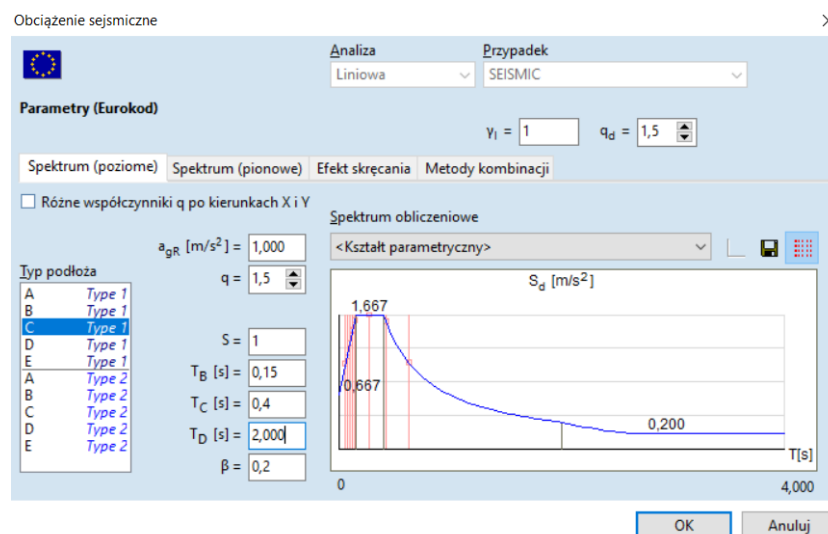 Obciążenie sejsmiczne
Analiza
Przypadek
Liniowa
SEISMIC
Parametry (Eurokod)
γI = 1
qd = 1,5
Spektrum (poziome)
Spektrum (pionowe)
Efekt skręcania
Metody kombinacji
Różne współczynniki q po kierunkach X i Y
Spektrum obliczeniowe
agR [m/s²] = 1,000
<Kształt parametryczny>
Typ podłoża
q = 1,5
A Type 1
B Type 1
C Type 1
D Type 1
E Type 1
A Type 2
B Type 2
C Type 2
D Type 2
E Type 2
S = 1
TB [s] = 0,15
TC [s] = 0,4
TD [s] = 2,000
β = 0,2
Sd [m/s²]
1,667
0,667
0,200
T[s]
0
4,000
OK
Anuluj